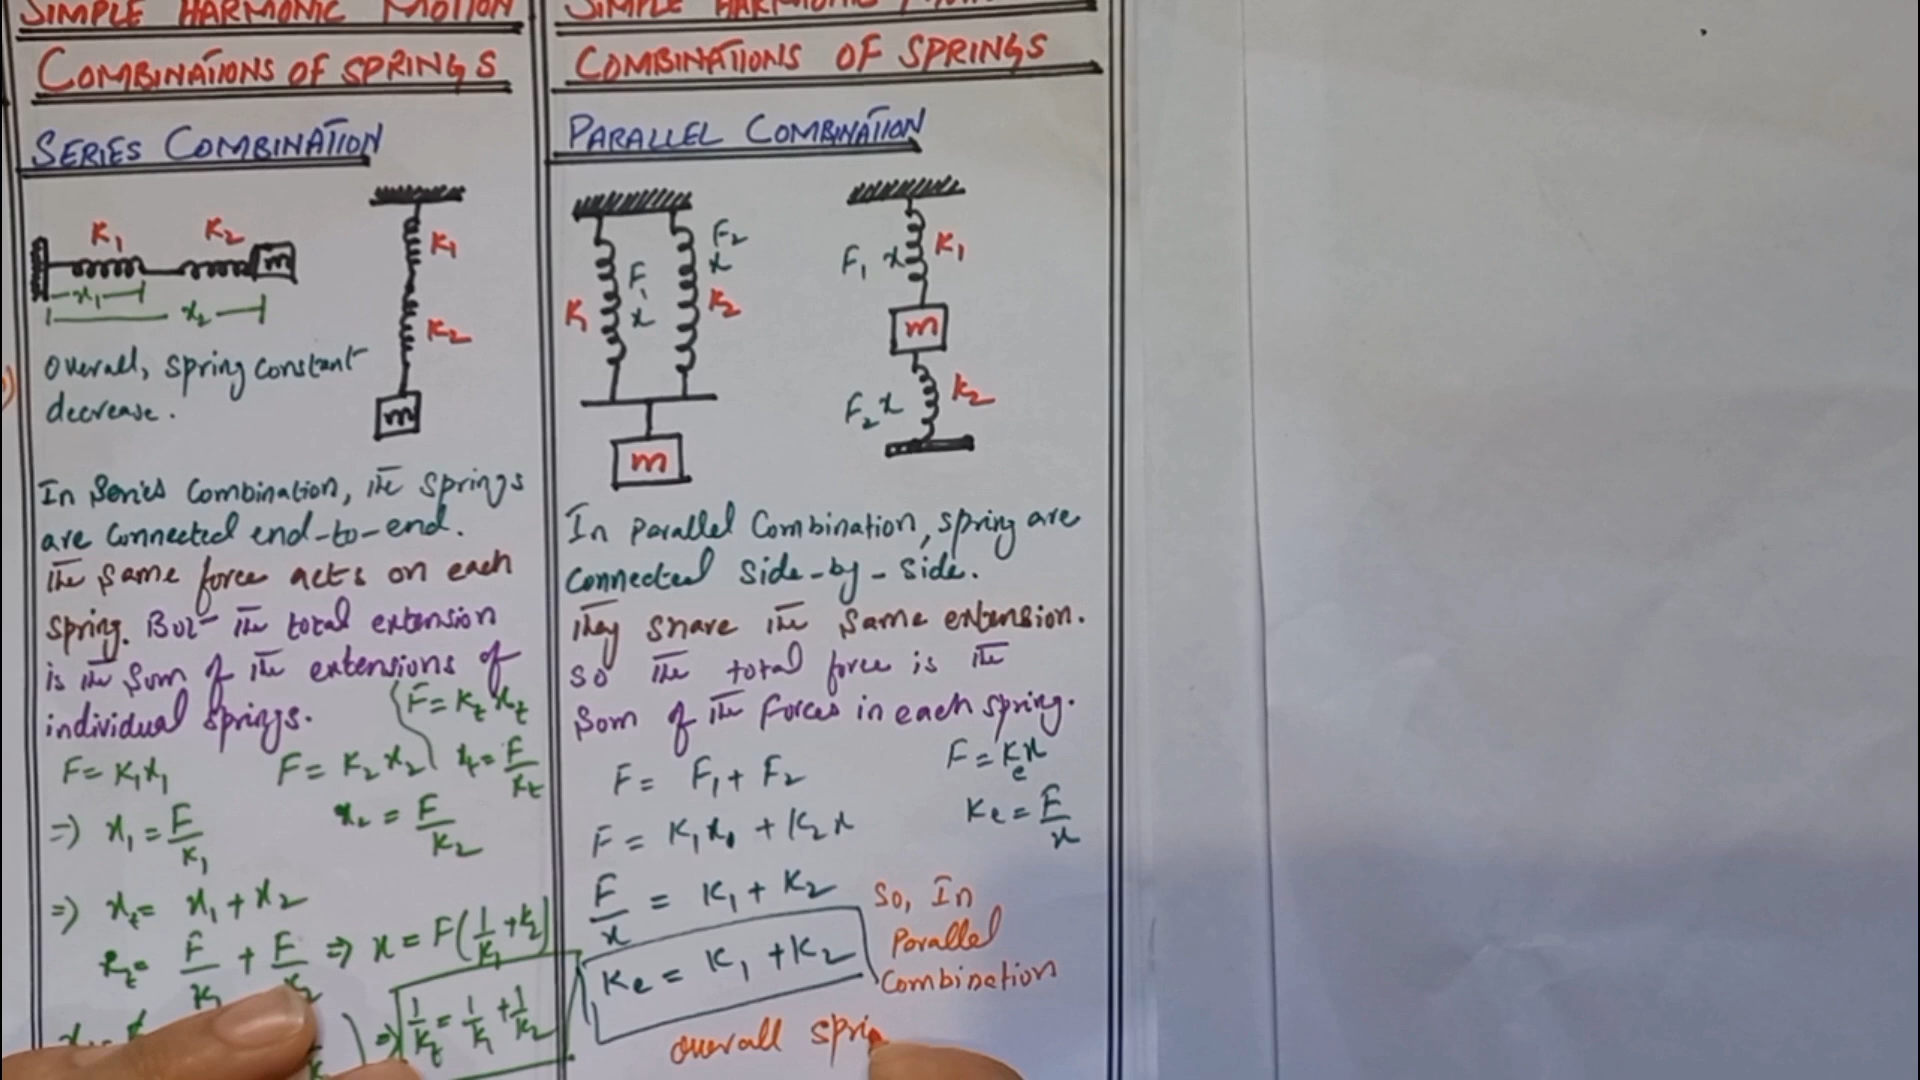 SIMPLE HARMONIC MOTION
COMBINATIONS OF SPRINGS
SERIES COMBINATION
K₁ K₂ m
x₁
x₂
K₁
K₂
m
Overall, spring constant
decrease.
In Series Combination, the springs
are connected end-to-end.
The same force acts on each
spring. But the total extension
is the sum of the extensions of
individual springs.
F = Kₜ xₜ
F = K₁x₁ F = K₂x₂ xₜ = F/Kₜ
=) x₁ = F/K₁ x₂ = F/K₂
=) xₜ = x₁ + x₂
= F/K₁ + F/K₂ => x = F(1/K₁ + K₂)
=) 1/Kₜ = 1/K₁ + 1/K₂
SIMPLE
COMBINATIONS OF SPRINGS
PARALLEL COMBINATION
F₂
x
K₂
F₁
x
m
F₁ x K₁
m
F₂ x K₂
In parallel Combination, spring are
connected side-by-side.
They share the same extension.
So the total force is the
Sum of the forces in each spring.
F = F₁ + F₂ F = Kₑx
F = K₁x + K₂x Kₑ = F/x
F/x = K₁ + K₂
Kₑ = K₁ + K₂
So, In
Parallel
Combination
overall spri